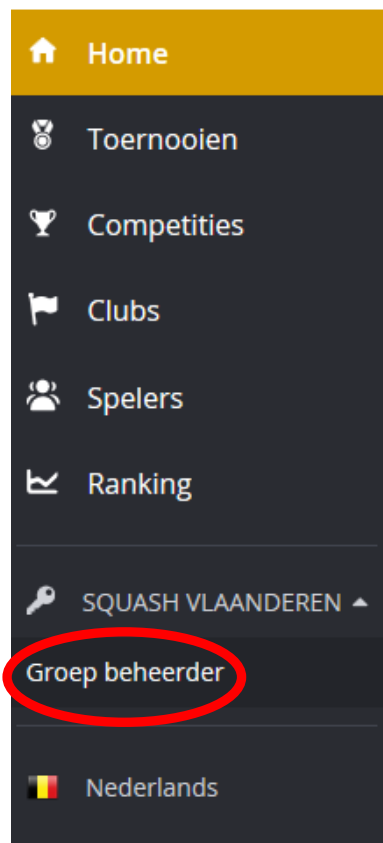 Home
Toernooien
Competities
Clubs
Spelers
Ranking
SQUASH VLAANDEREN
Groep beheerder
Nederlands